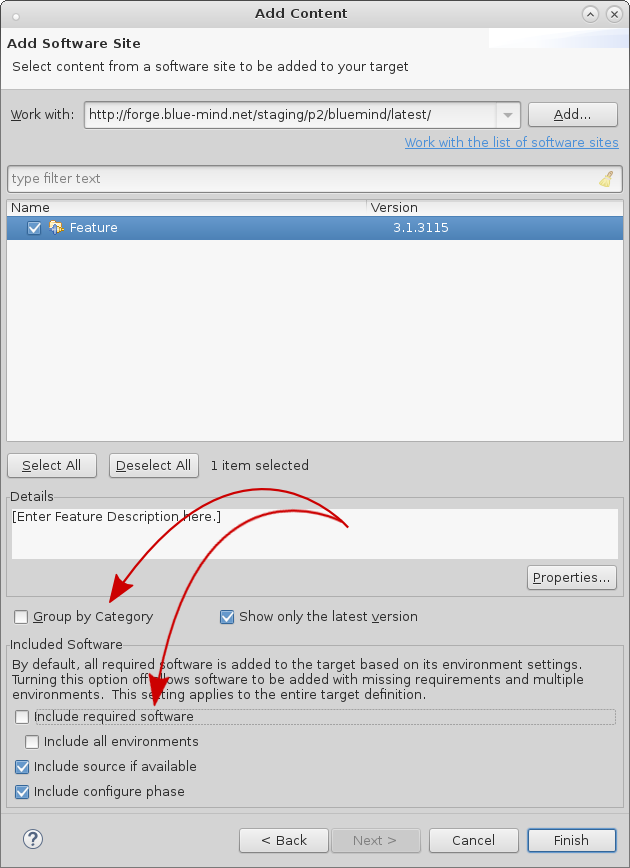 Add Content
Add Software Site
Select content from a software site to be added to your target
Work with: http://forge.blue-mind.net/staging/p2/bluemind/latest/ Add...
Work with the list of software sites
type filter text
Name Version
Feature 3.1.3115
Select All Deselect All 1 item selected
Details
[Enter Feature Description here.]
Properties...
Group by Category Show only the latest version
Included Software
By default, all required software is added to the target based on its environment settings.
Turning this option off allows software to be added with missing requirements and multiple
environments. This setting applies to the entire target definition.
Include required software
Include all environments
Include source if available
Include configure phase
? < Back Next > Cancel Finish